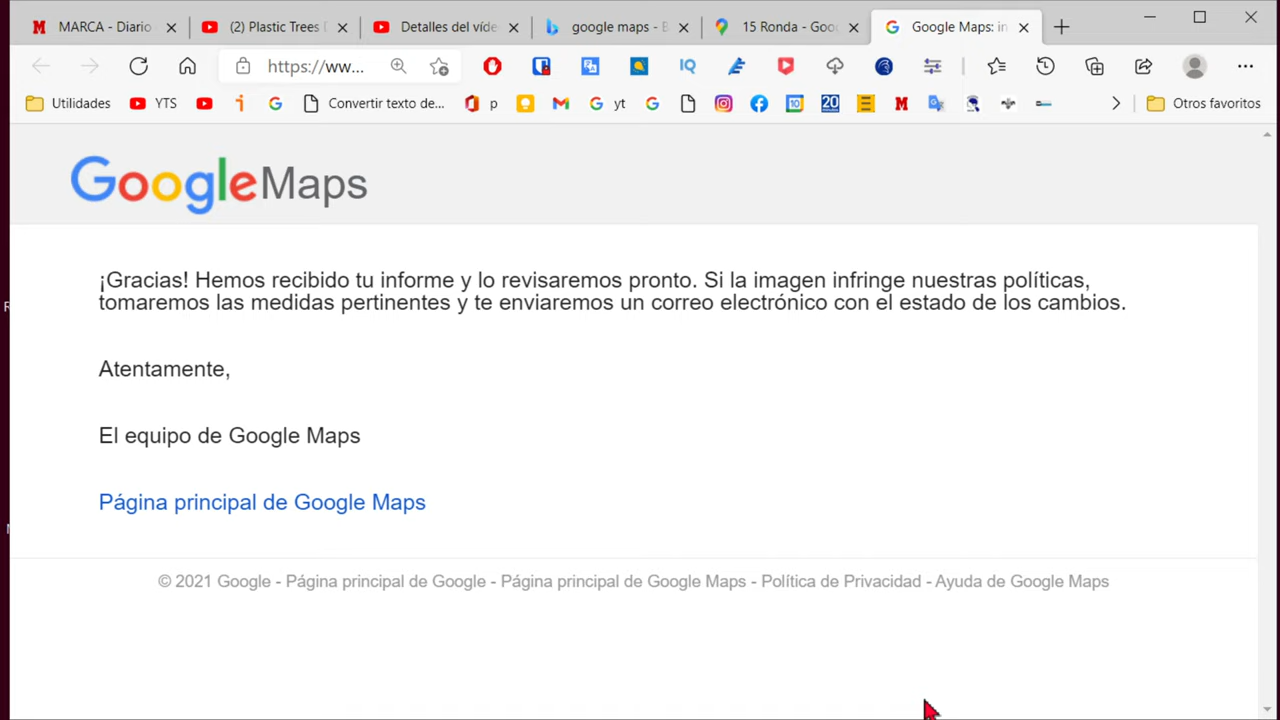 MARCA - Diario
(2) Plastic Trees
Detalles del víde
google maps - B
15 Ronda - Goo
Google Maps: in
https://ww...
Utilidades
YTS
Convertir texto de...
p
yt
Otros favoritos
Google Maps
¡Gracias! Hemos recibido tu informe y lo revisaremos pronto. Si la imagen infringe nuestras políticas,
tomaremos las medidas pertinentes y te enviaremos un correo electrónico con el estado de los cambios.
Atentamente,
El equipo de Google Maps
Página principal de Google Maps
© 2021 Google - Página principal de Google - Página principal de Google Maps - Política de Privacidad - Ayuda de Google Maps